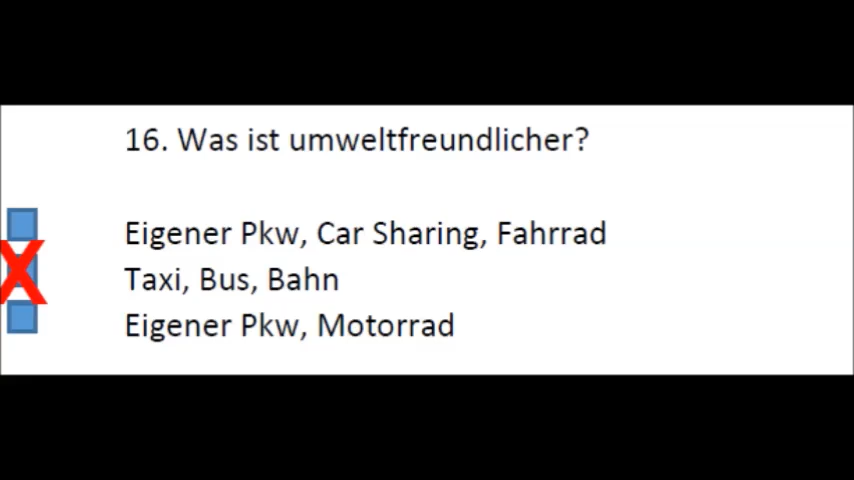 16. Was ist umweltfreundlicher?
Eigener Pkw, Car Sharing, Fahrrad
X
Taxi, Bus, Bahn
Eigener Pkw, Motorrad